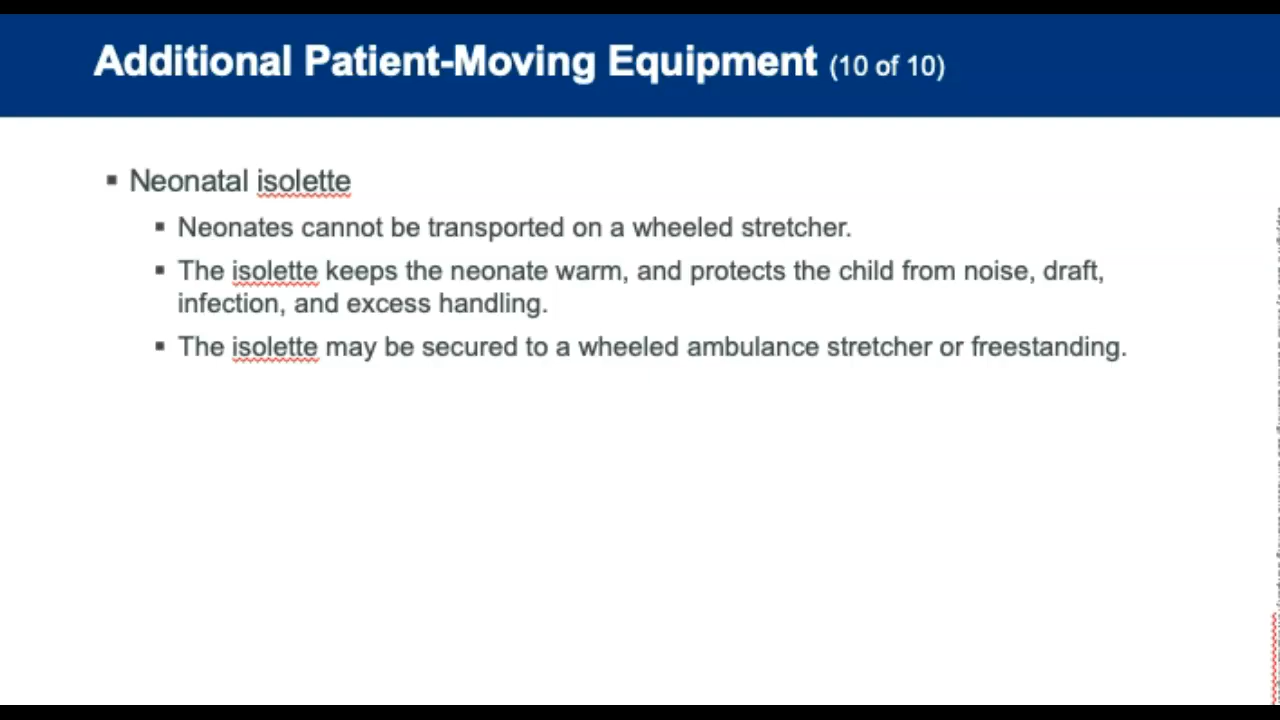 Additional Patient-Moving Equipment (10 of 10)
▪ Neonatal isolette
▪ Neonates cannot be transported on a wheeled stretcher.
▪ The isolette keeps the neonate warm, and protects the child from noise, draft,
infection, and excess handling.
▪ The isolette may be secured to a wheeled ambulance stretcher or freestanding.